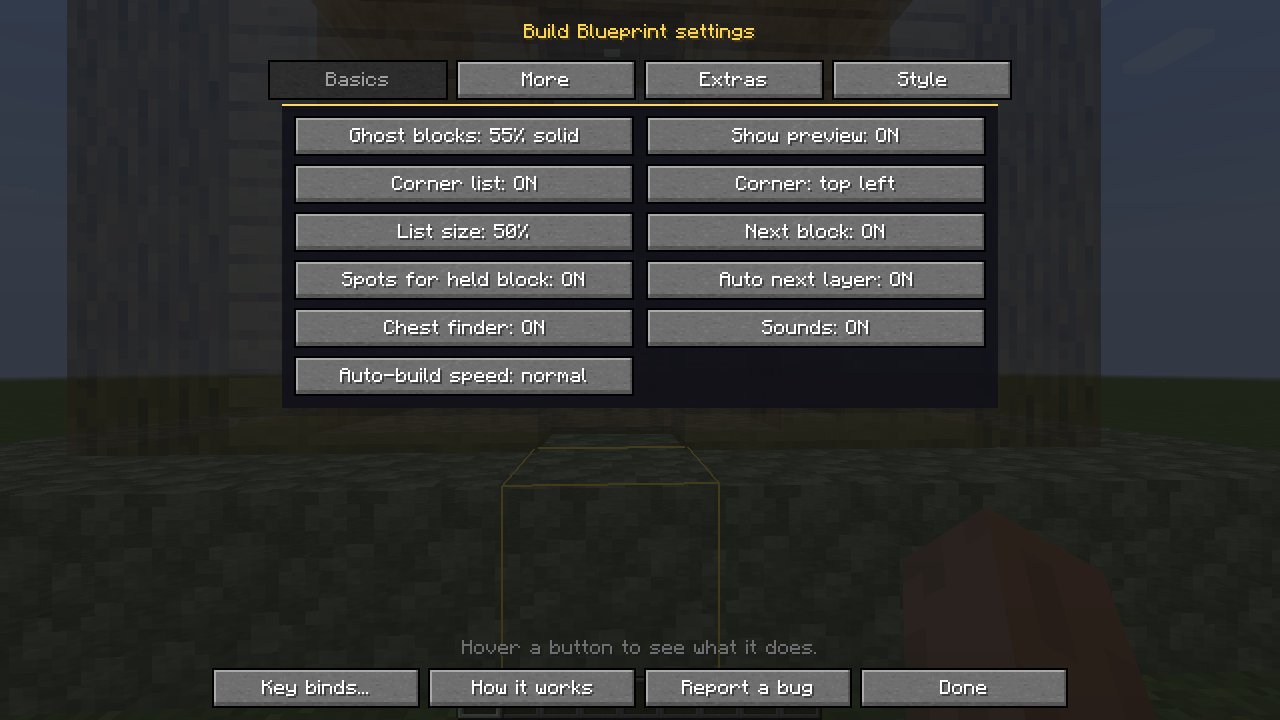 Build Blueprint settings
Basics
More
Extras
Style
Ghost blocks: 55% solid
Show preview: ON
Corner list: ON
Corner: top left
List size: 50%
Next block: ON
Spots for held block: ON
Auto next layer: ON
Chest finder: ON
Sounds: ON
Auto-build speed: normal
Hover a button to see what it does.
Key binds...
How it works
Report a bug
Done